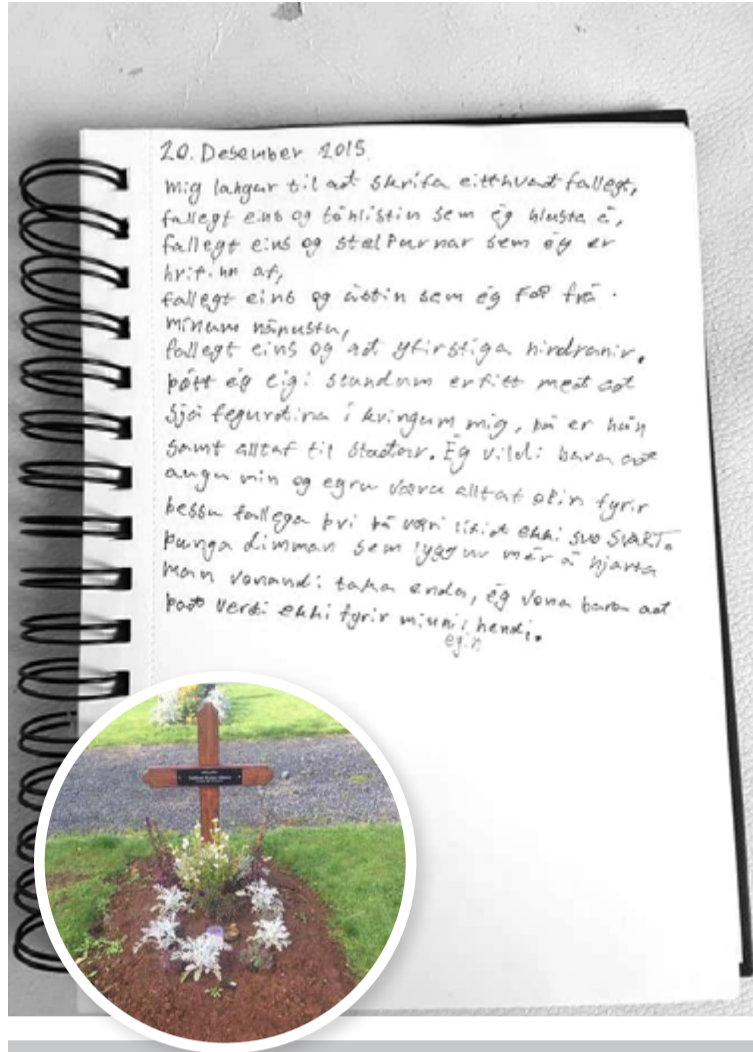 20. Desember 2015.
mig langur til að skrifa eitthvað fallegt,
fallegt eins og tónlistin sem ég hlusta á,
fallegt eins og stelpurnar sem ég er
hrifinn af,
fallegt eins og ástin sem ég fæ frá
mínum nánustu,
fallegt eins og að yfirstíga hindranir.
þótt ég eigi stundum erfitt með að
sjá fegurðina í kringum mig, þá er hún
samt alltaf til staðar. Ég vildi bara að
augu mín og eyru væru alltaf opin fyrir
þessu fallega því þá væri lífið ekki svo SVART.
þunga dimman sem liggur mér á hjarta
mun vonandi taka enda, ég vona bara að
það verði ekki fyrir minni hendi.
eigin